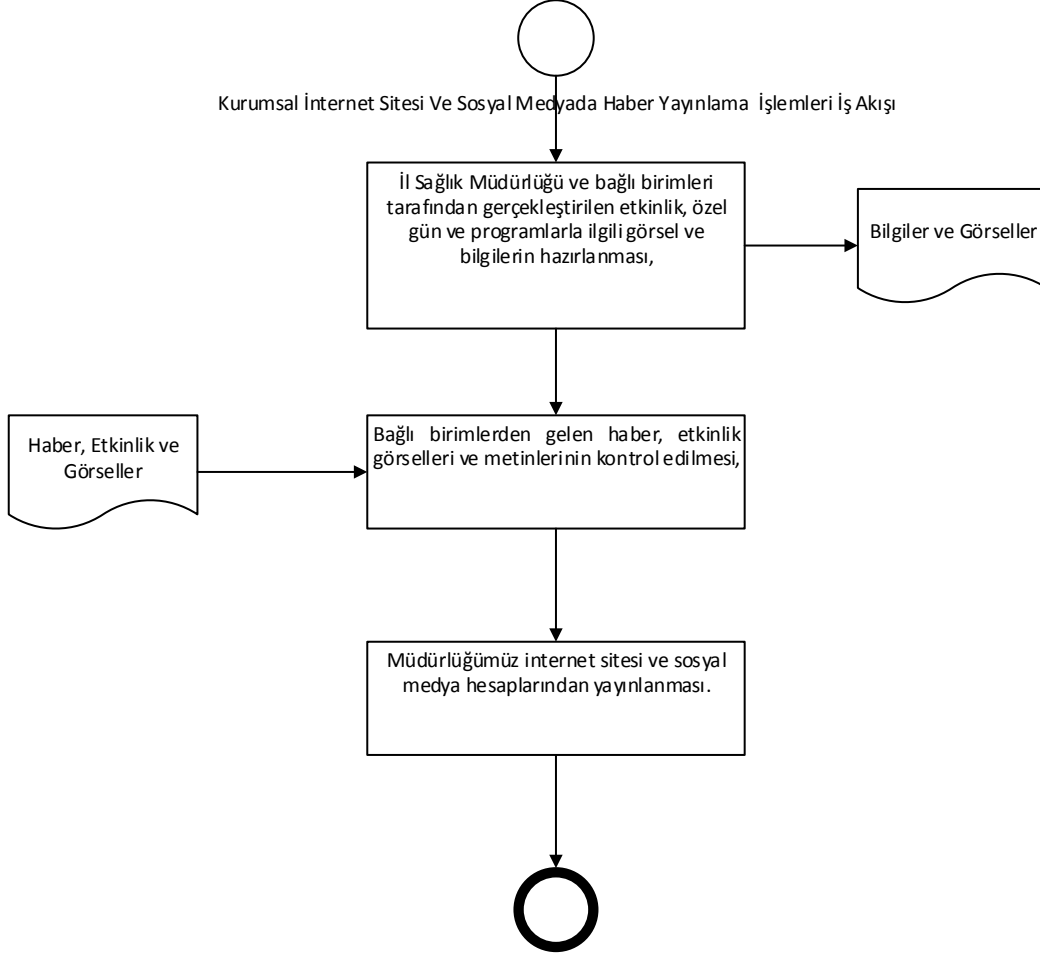 Kurumsal İnternet Sitesi Ve Sosyal Medyada Haber Yayınlama İşlemleri İş Akışı
İl Sağlık Müdürlüğü ve bağlı birimleri
tarafından gerçekleştirilen etkinlik, özel
gün ve programlarla ilgili görsel ve
bilgilerin hazırlanması,
Bilgiler ve Görseller
Haber, Etkinlik ve
Görseller
Bağlı birimlerden gelen haber, etkinlik
görselleri ve metinlerinin kontrol edilmesi,
Müdürlüğümüz internet sitesi ve sosyal
medya hesaplarından yayınlanması.